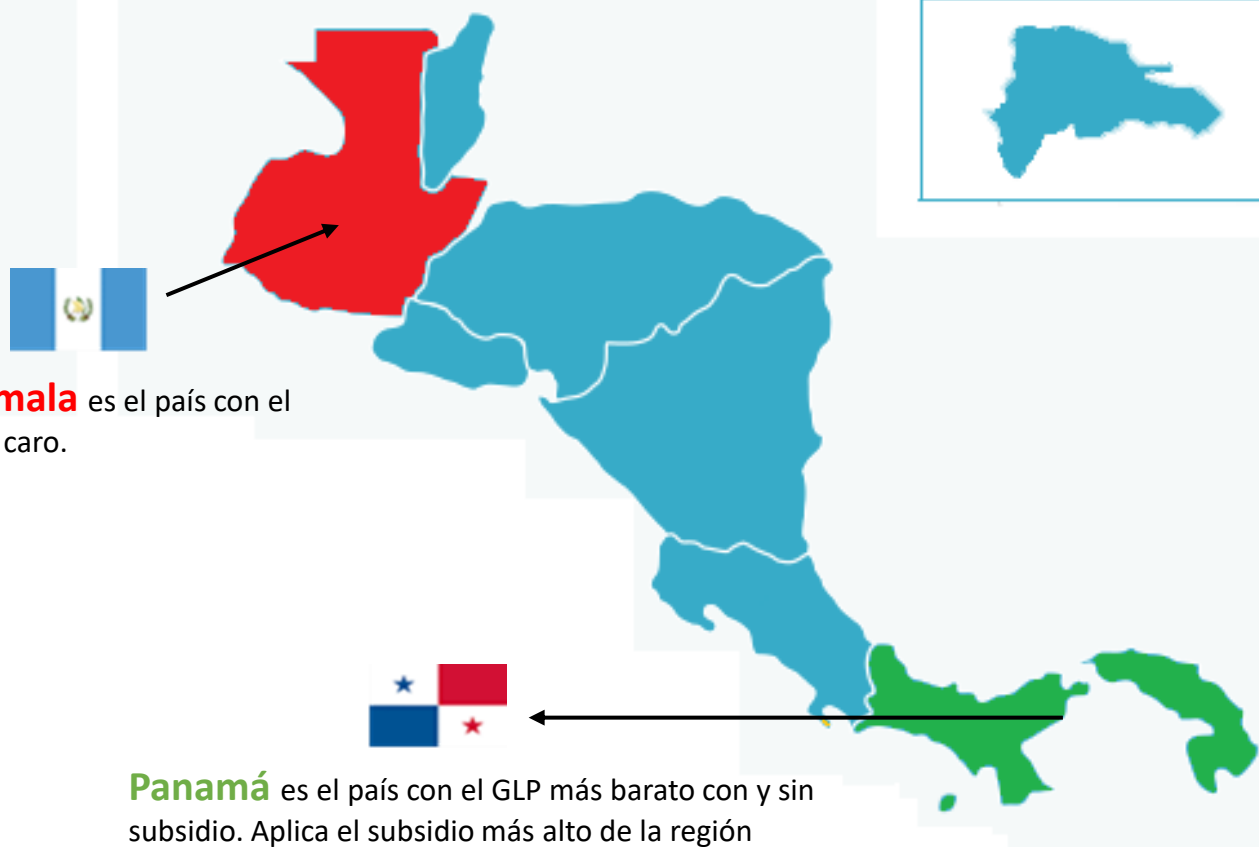 mala es el país con el
caro.
Panamá es el país con el GLP más barato con y sin
subsidio. Aplica el subsidio más alto de la región